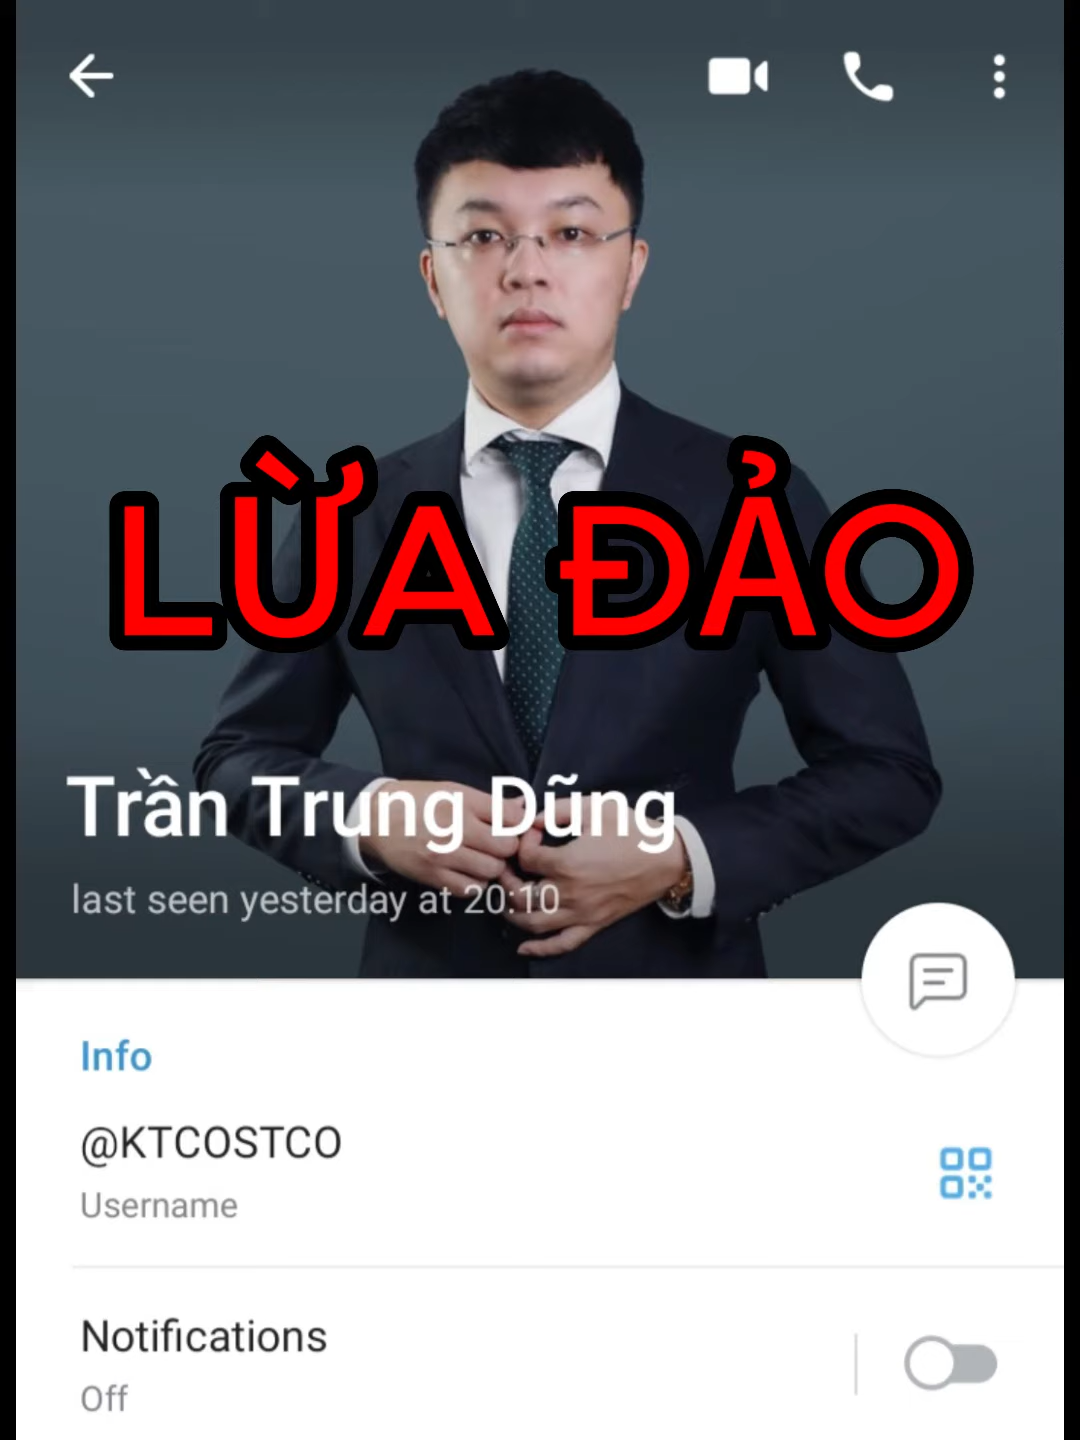 LỪA ĐẢO
Trần Trung Dũng
last seen yesterday at 20:10
Info
@KTCOSTCO
Username
Notifications
Off